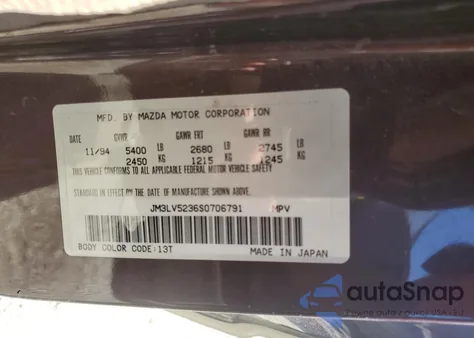 MFD. BY MAZDA MOTOR CORPORATION
DATE GVWR GAWR FRT GAWR RR
11/94 5400 LB 2680 LB 2745 LB
2450 KG 1215 KG 1245 KG
THIS VEHICLE CONFORMS TO ALL APPLICABLE FEDERAL MOTOR VEHICLE SAFETY
STANDARD IN EFFECT ON THE DATE OF MANUFACTURE SHOWN ABOVE.
JM3LV5236S0706791 MPV
BODY COLOR CODE:13T MADE IN JAPAN
autoSnap